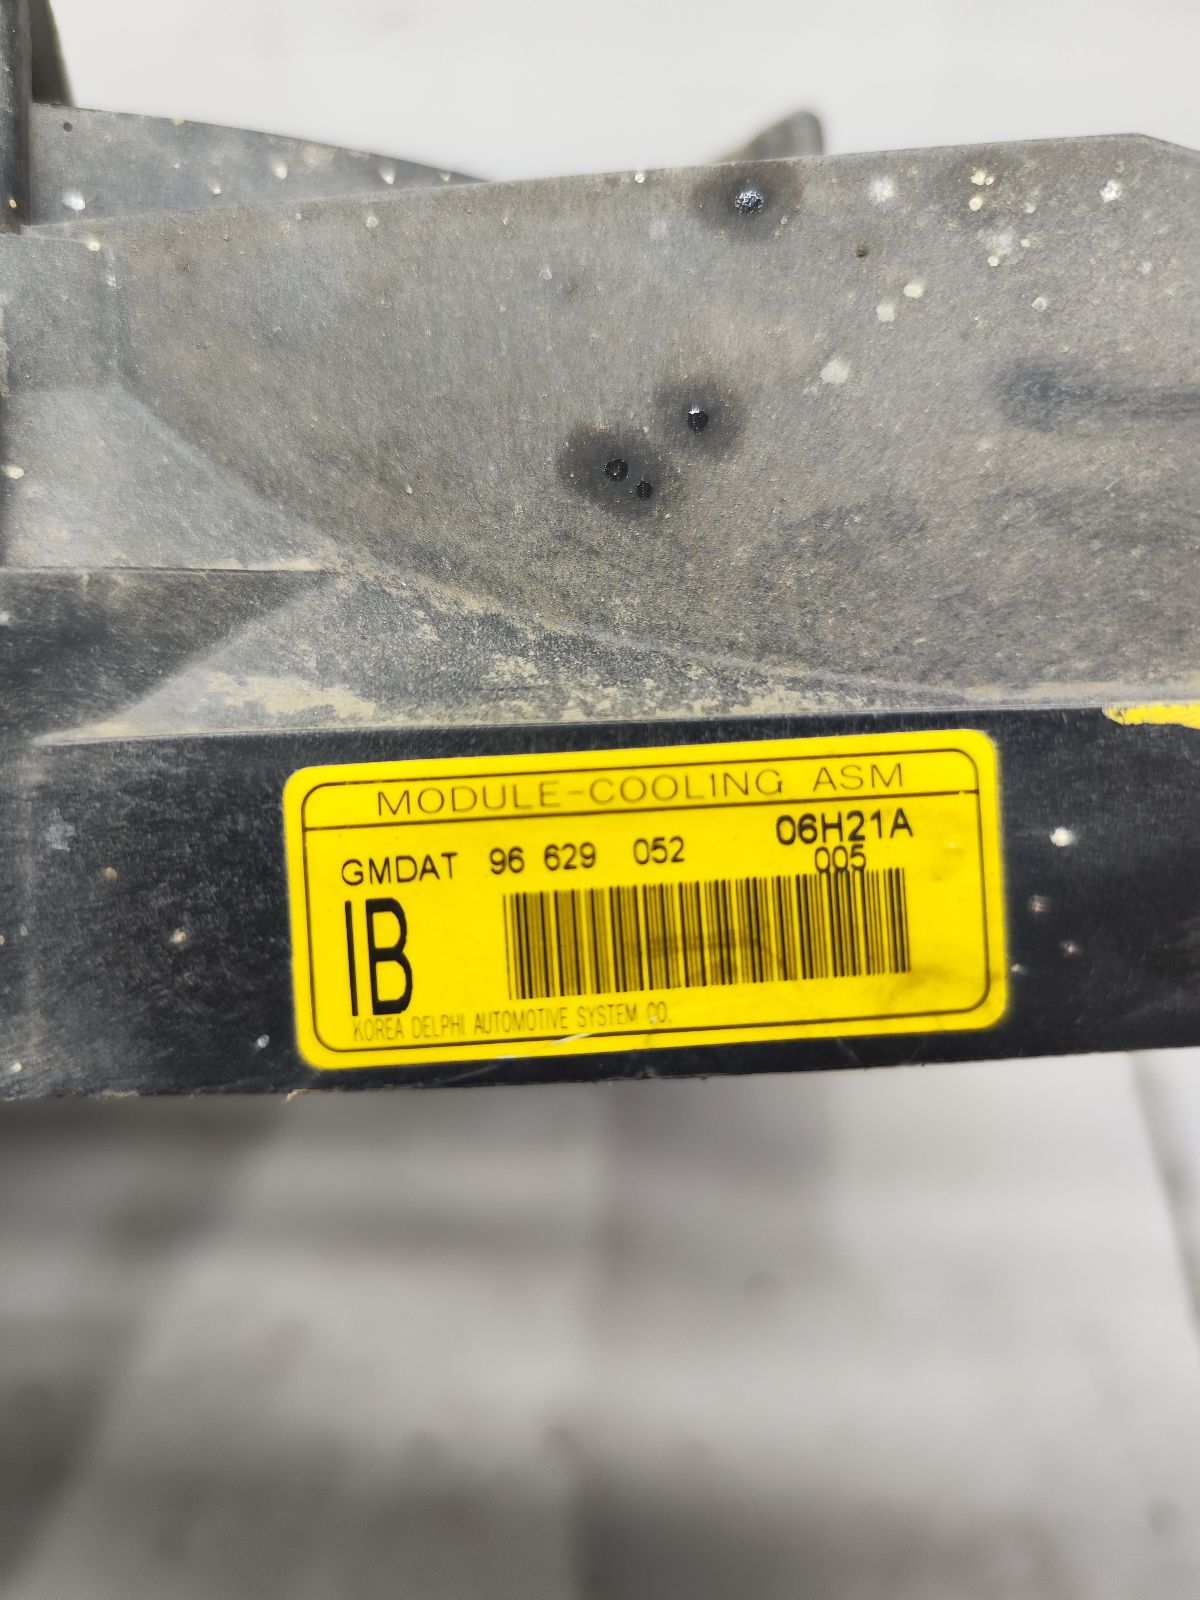 MODULE-COOLING ASM
GMDAT 96 629 052 06H21A
005
IB
KOREA DELPHI AUTOMOTIVE SYSTEM CO.